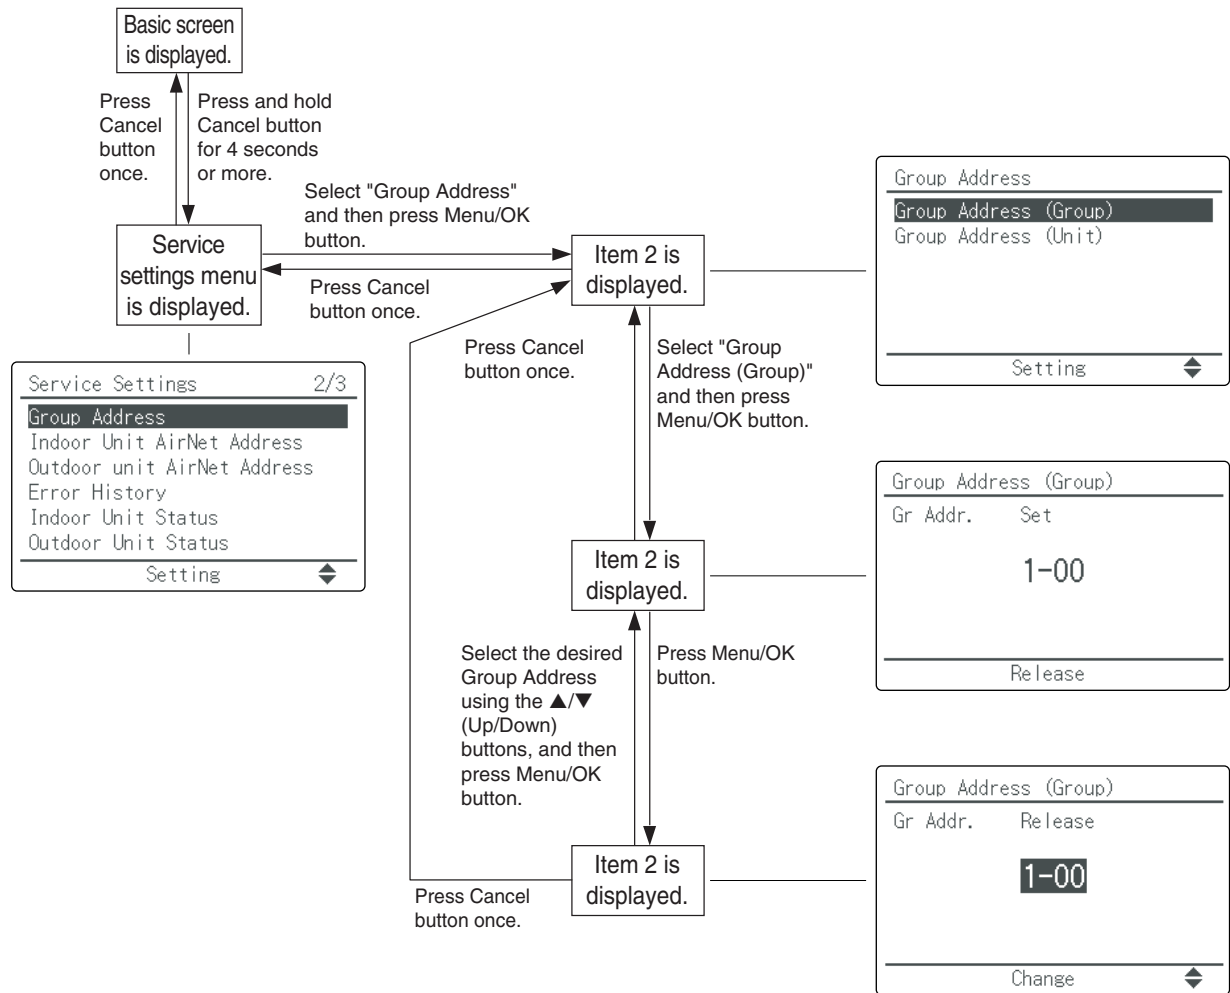 Basic screen
is displayed.
Press
Cancel
button
once.
Press and hold
Cancel button
for 4 seconds
or more.
Service
settings menu
is displayed.
Select "Group Address"
and then press Menu/OK
button.
Press Cancel
button once.
Item 2 is
displayed.
Group Address
Group Address (Group)
Group Address (Unit)
Setting
Service Settings 2/3
Group Address
Indoor Unit AirNet Address
Outdoor unit AirNet Address
Error History
Indoor Unit Status
Outdoor Unit Status
Setting
Press Cancel
button once.
Select "Group
Address (Group)"
and then press
Menu/OK button.
Item 2 is
displayed.
Group Address (Group)
Gr Addr. Set
1-00
Release
Select the desired
Group Address
using the ▲/▼
(Up/Down)
buttons, and then
press Menu/OK
button.
Press Menu/OK
button.
Item 2 is
displayed.
Press Cancel
button once.
Group Address (Group)
Gr Addr. Release
1-00
Change